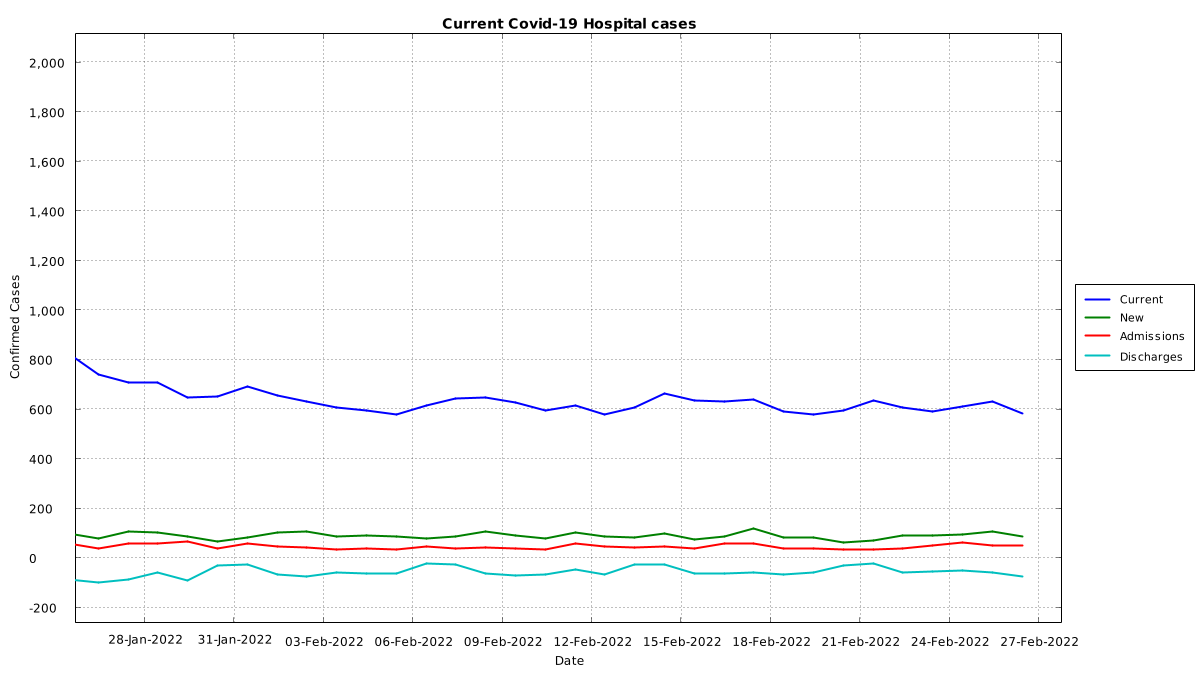 Current Covid-19 Hospital cases
2,000
1,800
1,600
1,400
1,200
1,000
800
600
400
200
0
-200
Confirmed Cases
28-Jan-2022 31-Jan-2022 03-Feb-2022 06-Feb-2022 09-Feb-2022 12-Feb-2022 15-Feb-2022 18-Feb-2022 21-Feb-2022 24-Feb-2022 27-Feb-2022
Date
Current
New
Admissions
Discharges